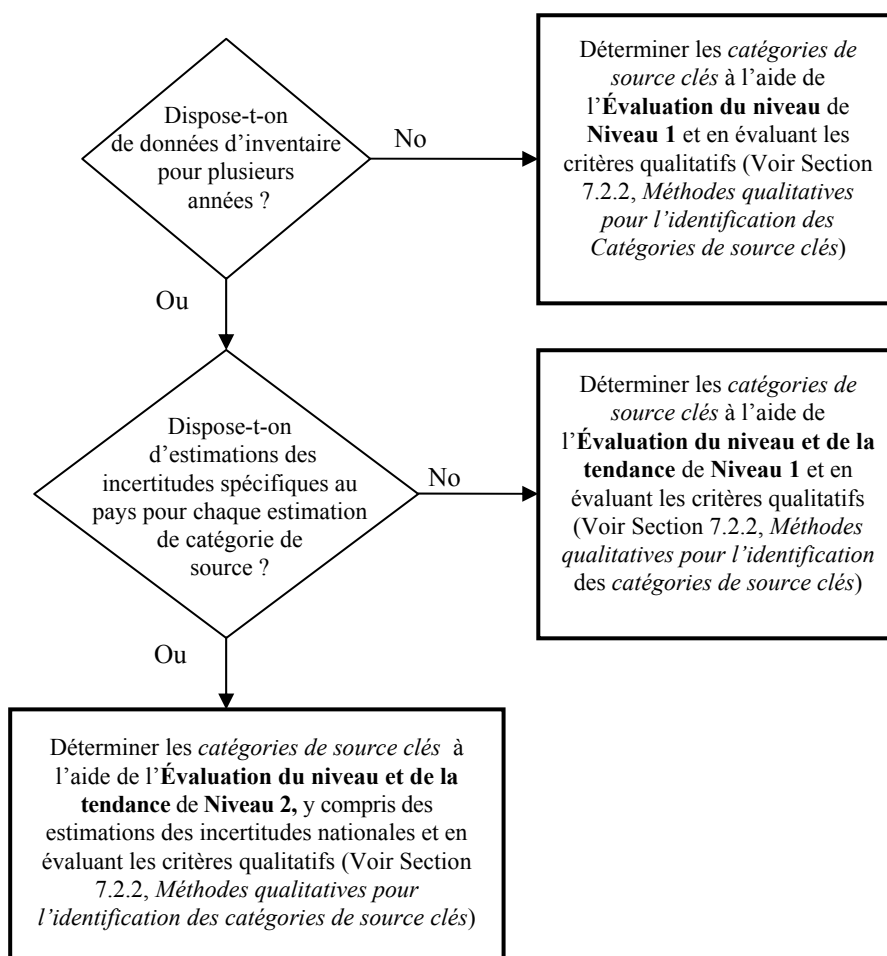 Dispose-t-on
de données d'inventaire
pour plusieurs
années ?
No
Déterminer les catégories de
source clés à l'aide de
l'Évaluation du niveau de
Niveau 1 et en évaluant les
critères qualitatifs (Voir Section
7.2.2, Méthodes qualitatives
pour l'identification des
Catégories de source clés)
Ou
Dispose-t-on
d'estimations des
incertitudes spécifiques au
pays pour chaque estimation
de catégorie de
source ?
No
Déterminer les catégories de
source clés à l'aide de
l'Évaluation du niveau et de la
tendance de Niveau 1 et en
évaluant les critères qualitatifs
(Voir Section 7.2.2, Méthodes
qualitatives pour l'identification
des catégories de source clés)
Ou
Déterminer les catégories de source clés à
l'aide de l'Évaluation du niveau et de la
tendance de Niveau 2, y compris des
estimations des incertitudes nationales et en
évaluant les critères qualitatifs (Voir Section
7.2.2, Méthodes qualitatives pour
l'identification des catégories de source clés)